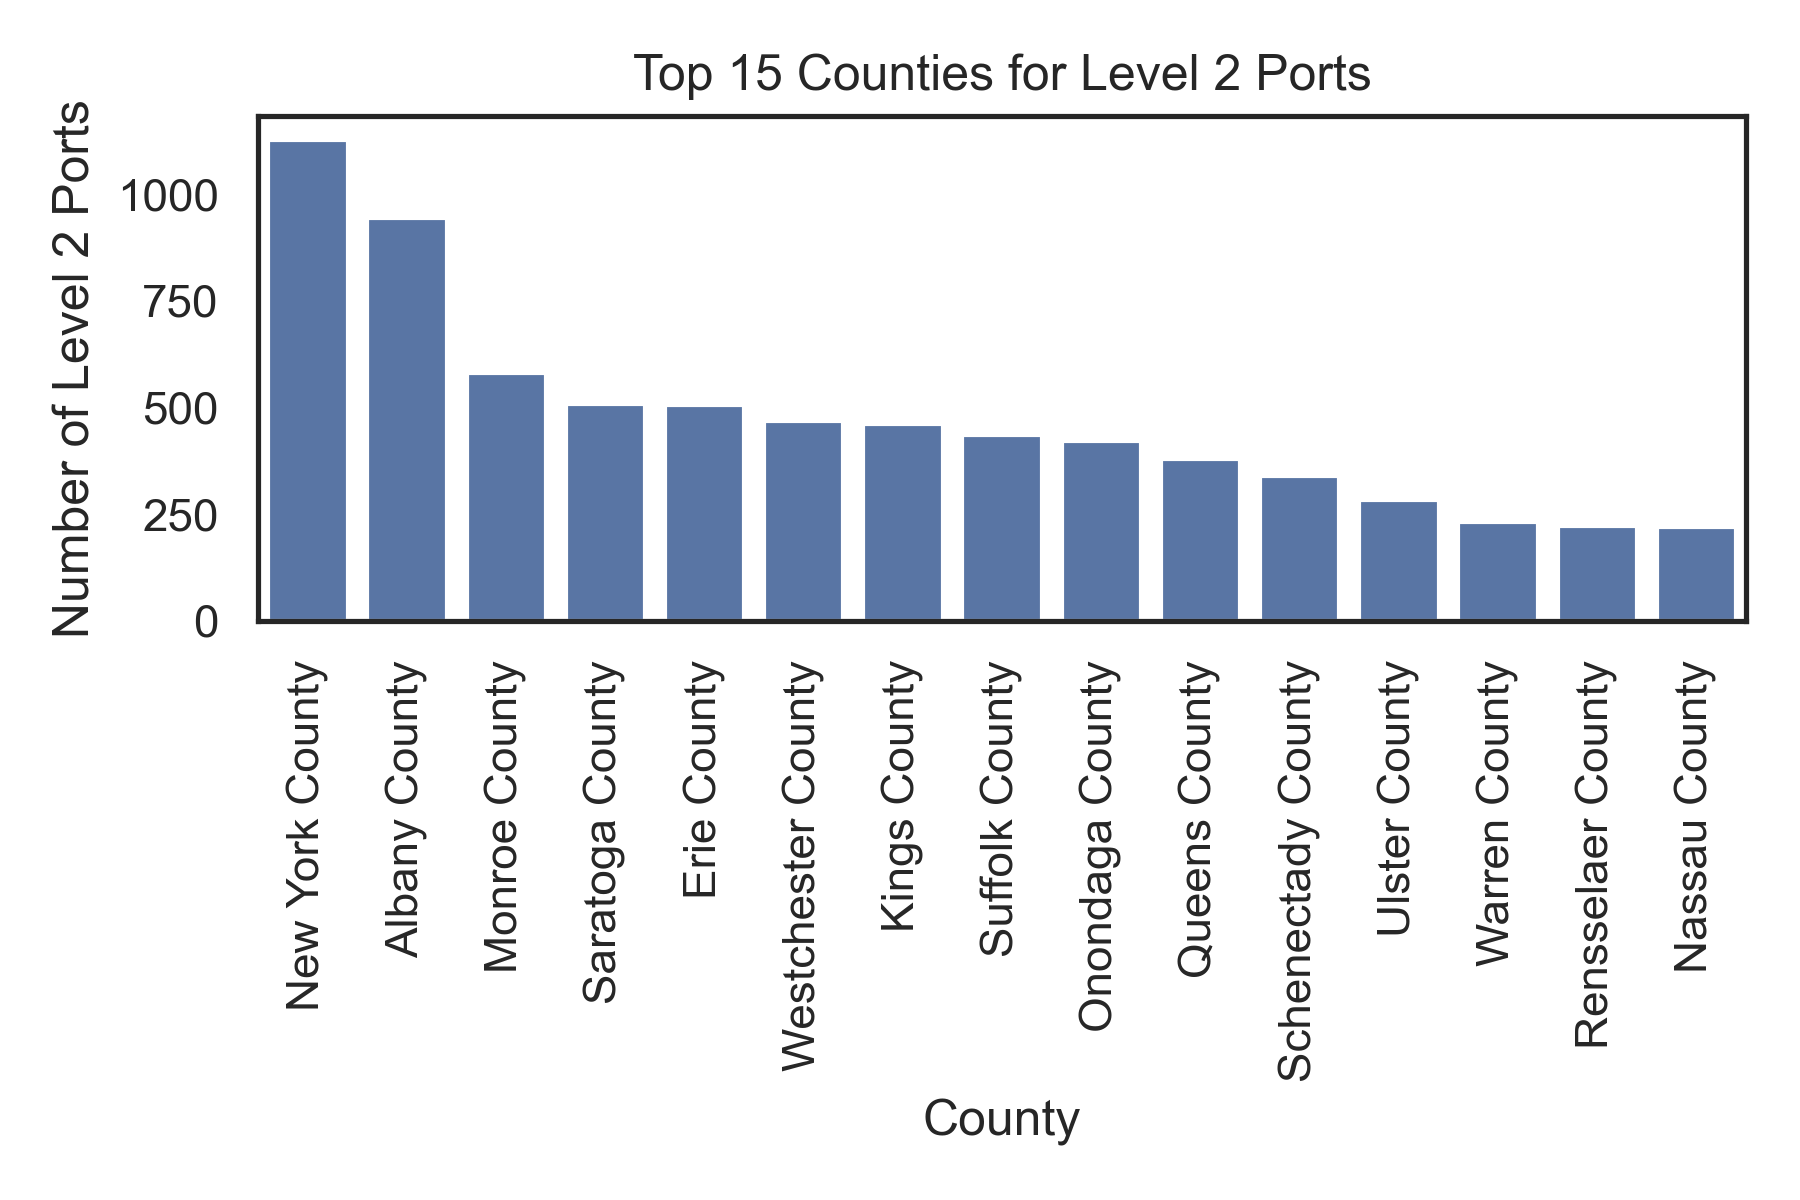 Top 15 Counties for Level 2 Ports
Number of Level 2 Ports
1000
750
500
250
0
New York County
Albany County
Monroe County
Saratoga County
Erie County
Westchester County
Kings County
Suffolk County
Onondaga County
Queens County
Schenectady County
Ulster County
Warren County
Rensselaer County
Nassau County
County